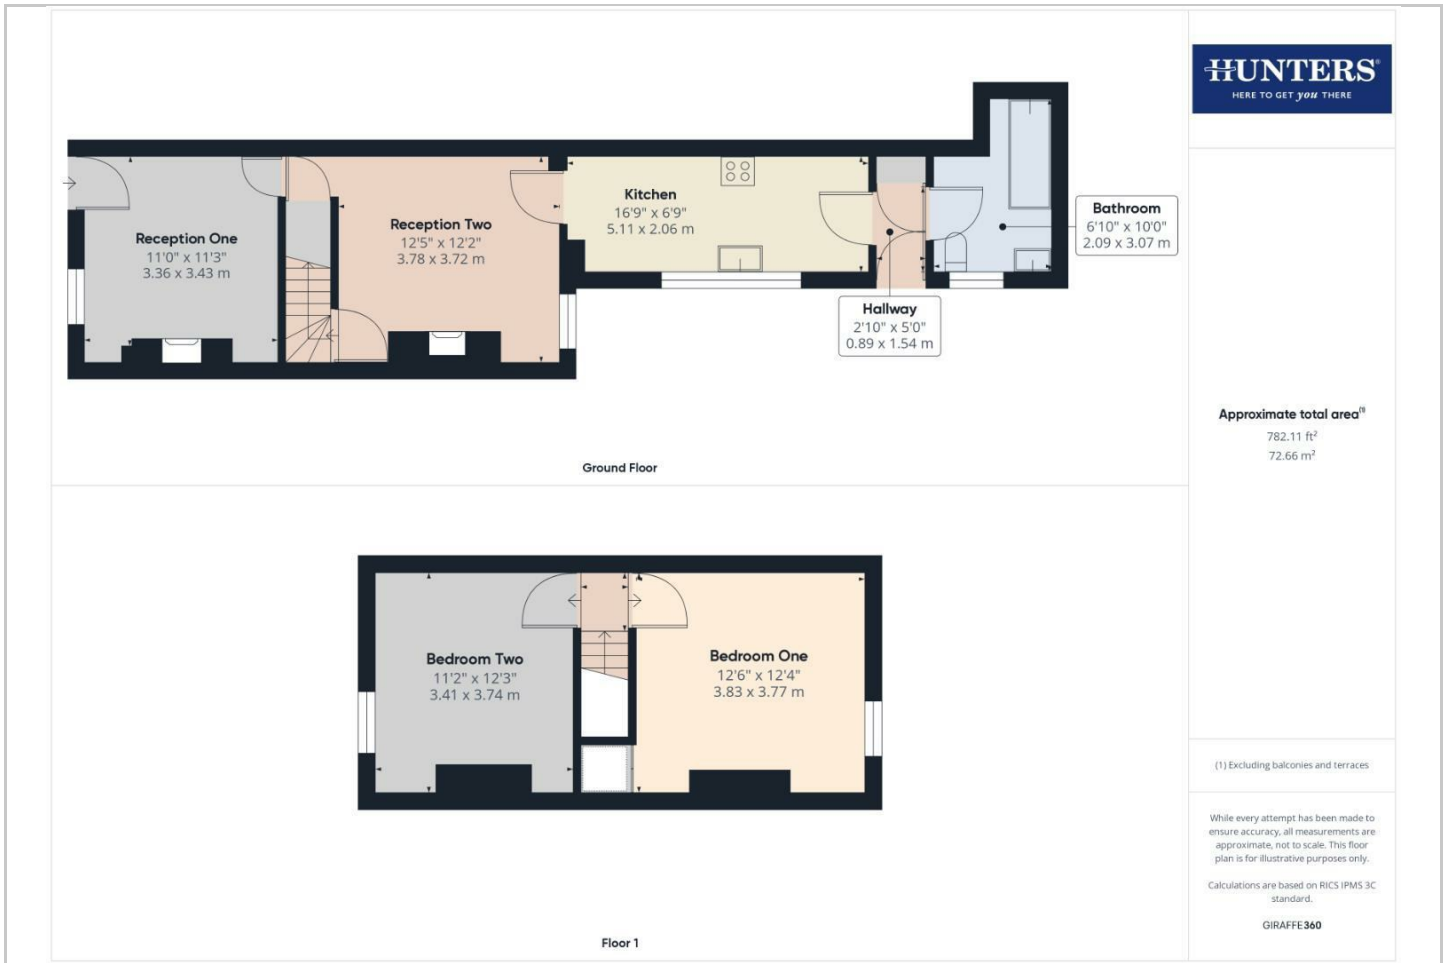 HUNTERS®
HERE TO GET you THERE
Reception One
11'0" x 11'3"
3.36 x 3.43 m
Reception Two
12'5" x 12'2"
3.78 x 3.72 m
Kitchen
16'9" x 6'9"
5.11 x 2.06 m
Bathroom
6'10" x 10'0"
2.09 x 3.07 m
Hallway
2'10" x 5'0"
0.89 x 1.54 m
Ground Floor
Bedroom Two
11'2" x 12'3"
3.41 x 3.74 m
Bedroom One
12'6" x 12'4"
3.83 x 3.77 m
Floor 1
Approximate total area(1)
782.11 ft²
72.66 m²
(1) Excluding balconies and terraces
While every attempt has been made to
ensure accuracy, all measurements are
approximate, not to scale. This floor
plan is for illustrative purposes only.
Calculations are based on RICS IPMS 3C
standard.
GIRAFFE360